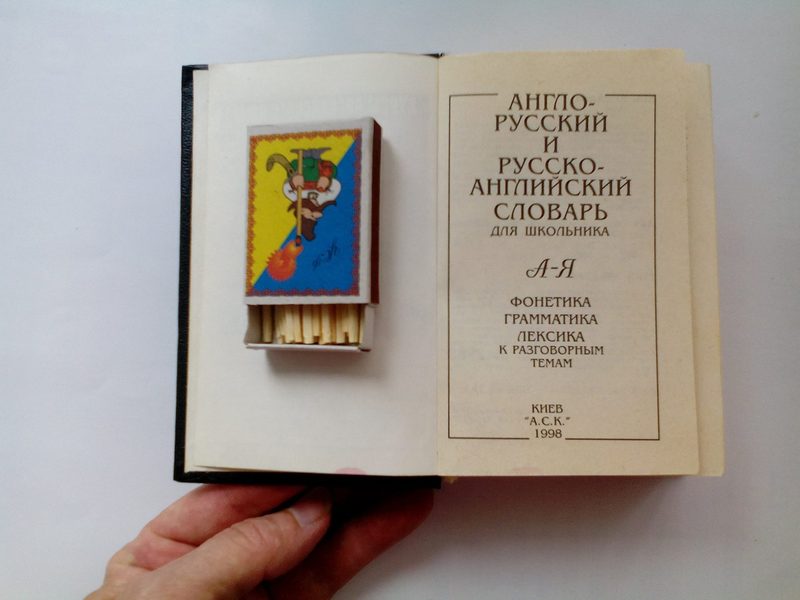 АНГЛО-
РУССКИЙ
И
РУССКО-
АНГЛИЙСКИЙ
СЛОВАРЬ
ДЛЯ ШКОЛЬНИКА
А-Я
ФОНЕТИКА
ГРАММАТИКА
ЛЕКСИКА
К РАЗГОВОРНЫМ
ТЕМАМ
КИЕВ
"А.С.К."
1998